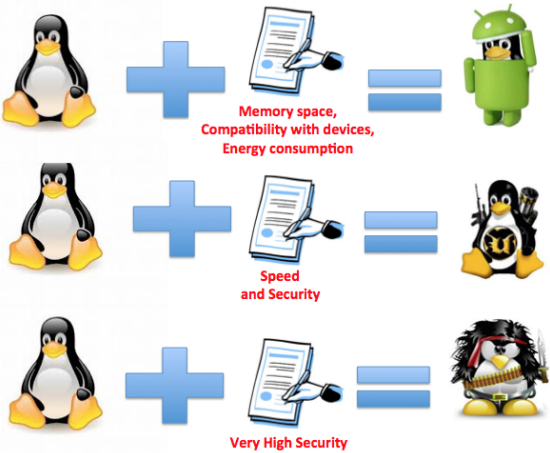 Memory space,
Compatibility with devices,
Energy consumption
Speed
and Security
Very High Security